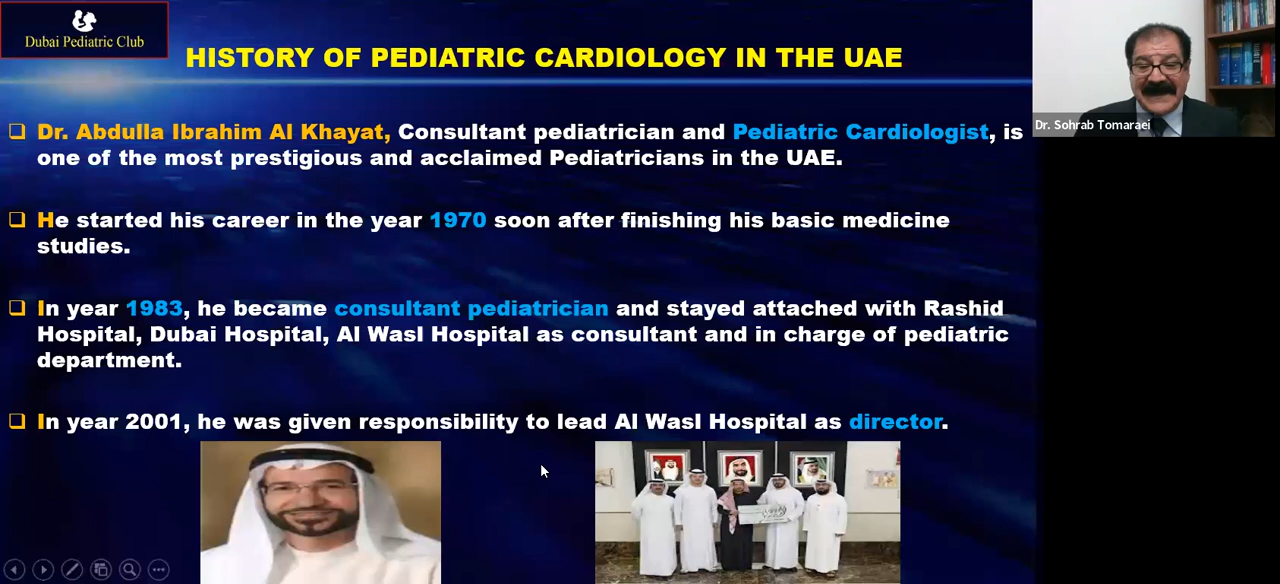 Dubai Pediatric Club
HISTORY OF PEDIATRIC CARDIOLOGY IN THE UAE
Dr. Sohrab Tomaraei
Dr. Abdulla Ibrahim Al Khayat, Consultant pediatrician and Pediatric Cardiologist, is
one of the most prestigious and acclaimed Pediatricians in the UAE.
He started his career in the year 1970 soon after finishing his basic medicine
studies.
In year 1983, he became consultant pediatrician and stayed attached with Rashid
Hospital, Dubai Hospital, Al Wasl Hospital as consultant and in charge of pediatric
department.
In year 2001, he was given responsibility to lead Al Wasl Hospital as director.